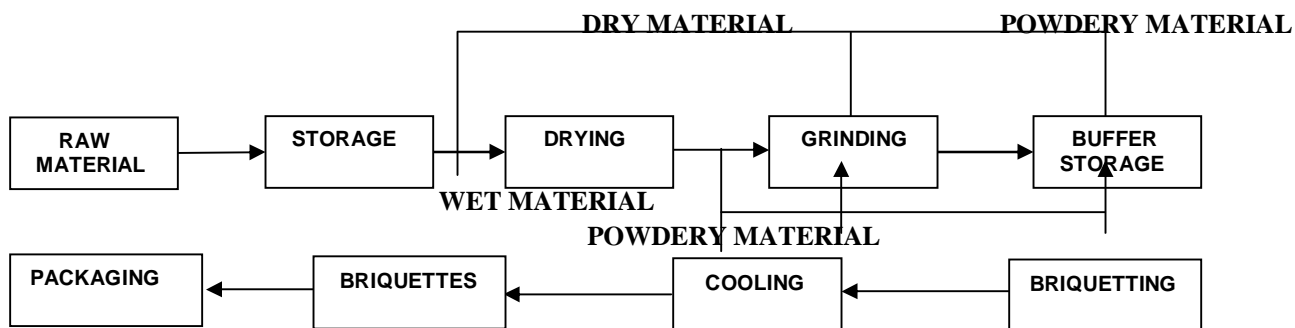 DRY MATERIAL
POWDERY MATERIAL
RAW
MATERIAL
STORAGE
DRYING
GRINDING
BUFFER
STORAGE
WET MATERIAL
POWDERY MATERIAL
PACKAGING
BRIQUETTES
COOLING
BRIQUETTING